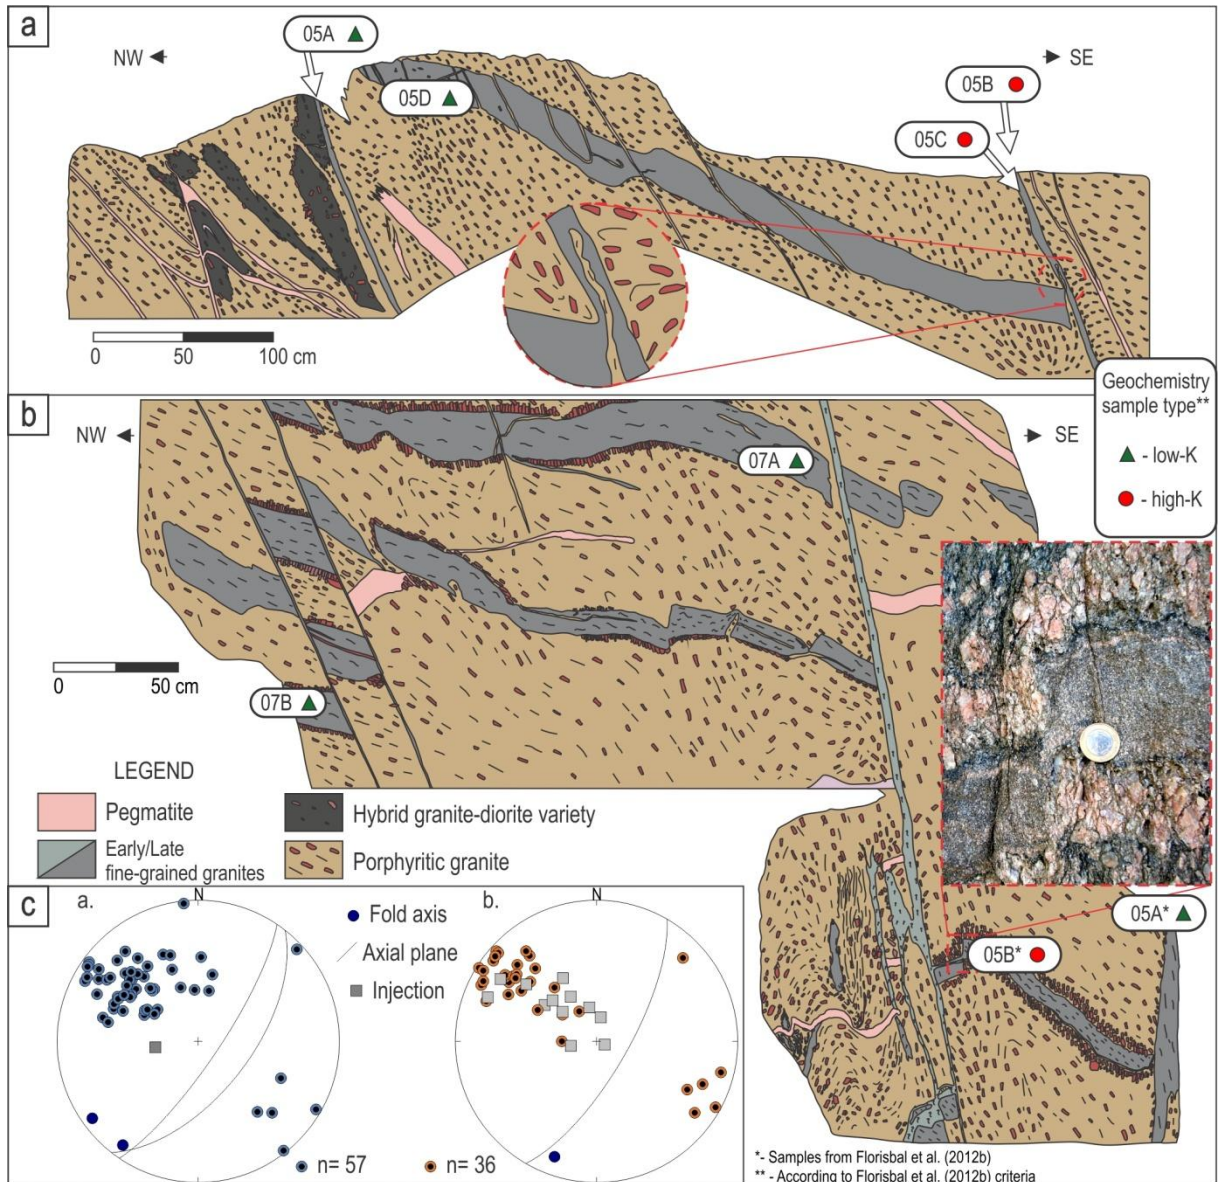 a
05A
NW
SE
05D
05B
05C
0 50 100 cm
Geochemistry
sample type**
- low-K
- high-K
b
NW
SE
07A
0 50 cm
07B
LEGEND
Pegmatite
Hybrid granite-diorite variety
Early/Late
fine-grained granites
Porphyritic granite
05A*
05B*
c
a.
N
Fold axis
Axial plane
Injection
b.
N
n= 57
n= 36
*- Samples from Florisbal et al. (2012b)
** - According to Florisbal et al. (2012b) criteria